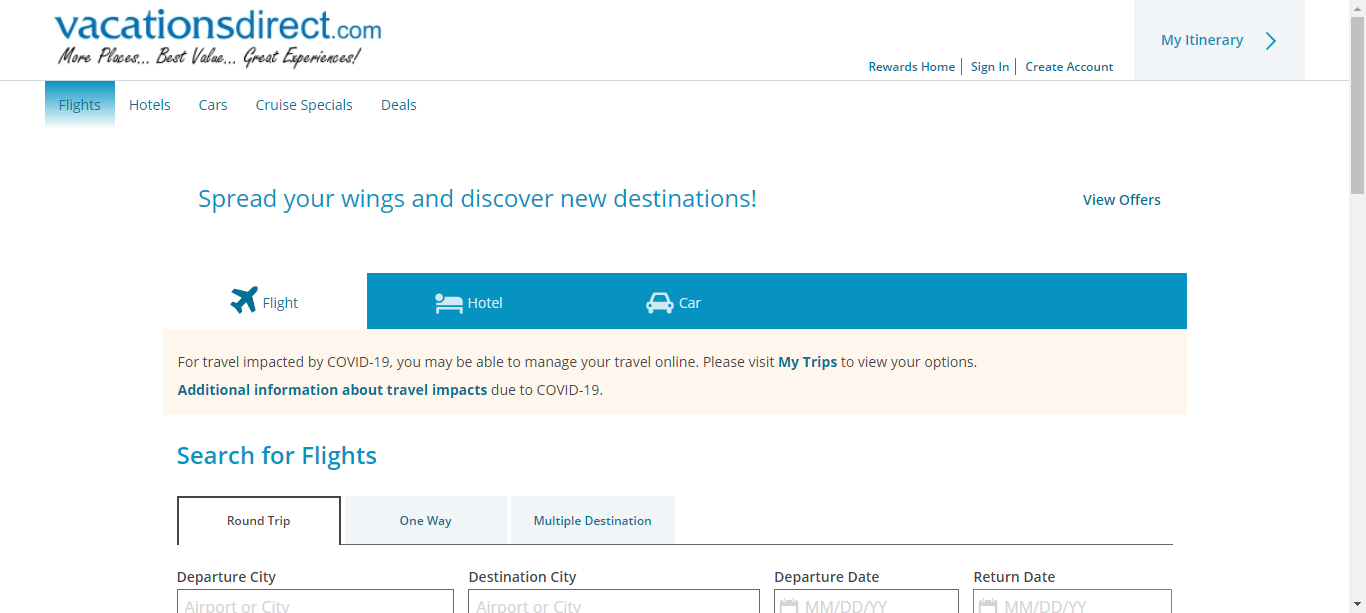 vacationsdirect.com
More Places... Best Value... Great Experiences!
Rewards Home Sign In Create Account
My Itinerary
Flights Hotels Cars Cruise Specials Deals
Spread your wings and discover new destinations!
View Offers
Flight Hotel Car
For travel impacted by COVID-19, you may be able to manage your travel online. Please visit My Trips to view your options.
Additional information about travel impacts due to COVID-19.
Search for Flights
Round Trip One Way Multiple Destination
Departure City Destination City Departure Date Return Date
Airport or City Airport or City MM/DD/YY MM/DD/YY